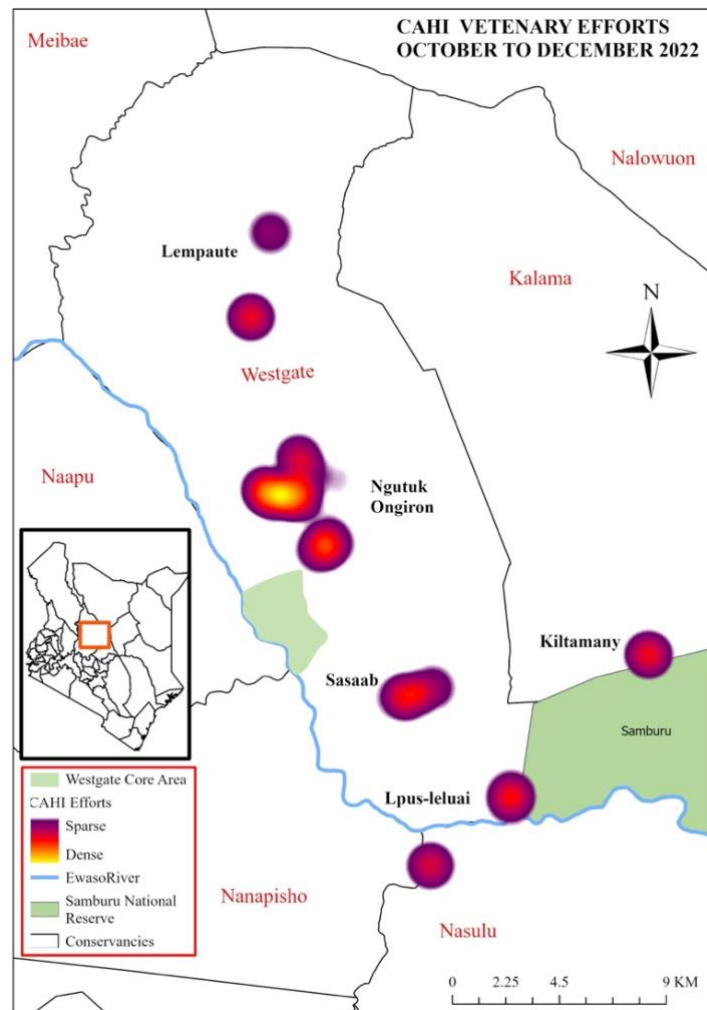 CAHI VETENARY EFFORTS
OCTOBER TO DECEMBER 2022
Meibae
Nalowuon
Lempaute
Kalama
N
Westgate
Naapu
Ngutuk
Ongiron
Kiltamany
Sasaab
Samburu
Lpus-leluai
Westgate Core Area
CAHI Efforts
Sparse
Dense
EwasoRiver
Samburu National
Reserve
Conservancies
Nanapisho
Nasulu
0 2.25 4.5 9 KM